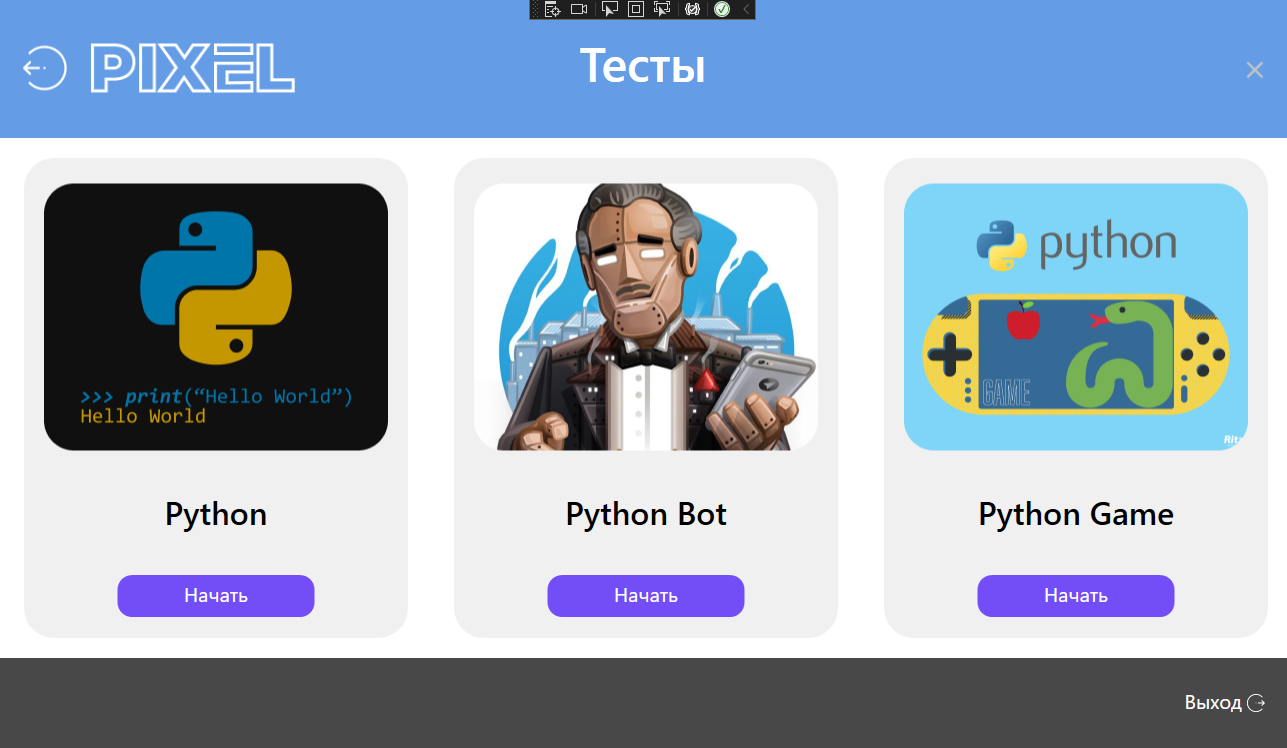 PIXEL
Тесты
>>> print(“Hello World”)
Hello World
python
GAME
Python
Python Bot
Python Game
Начать
Начать
Начать
Выход